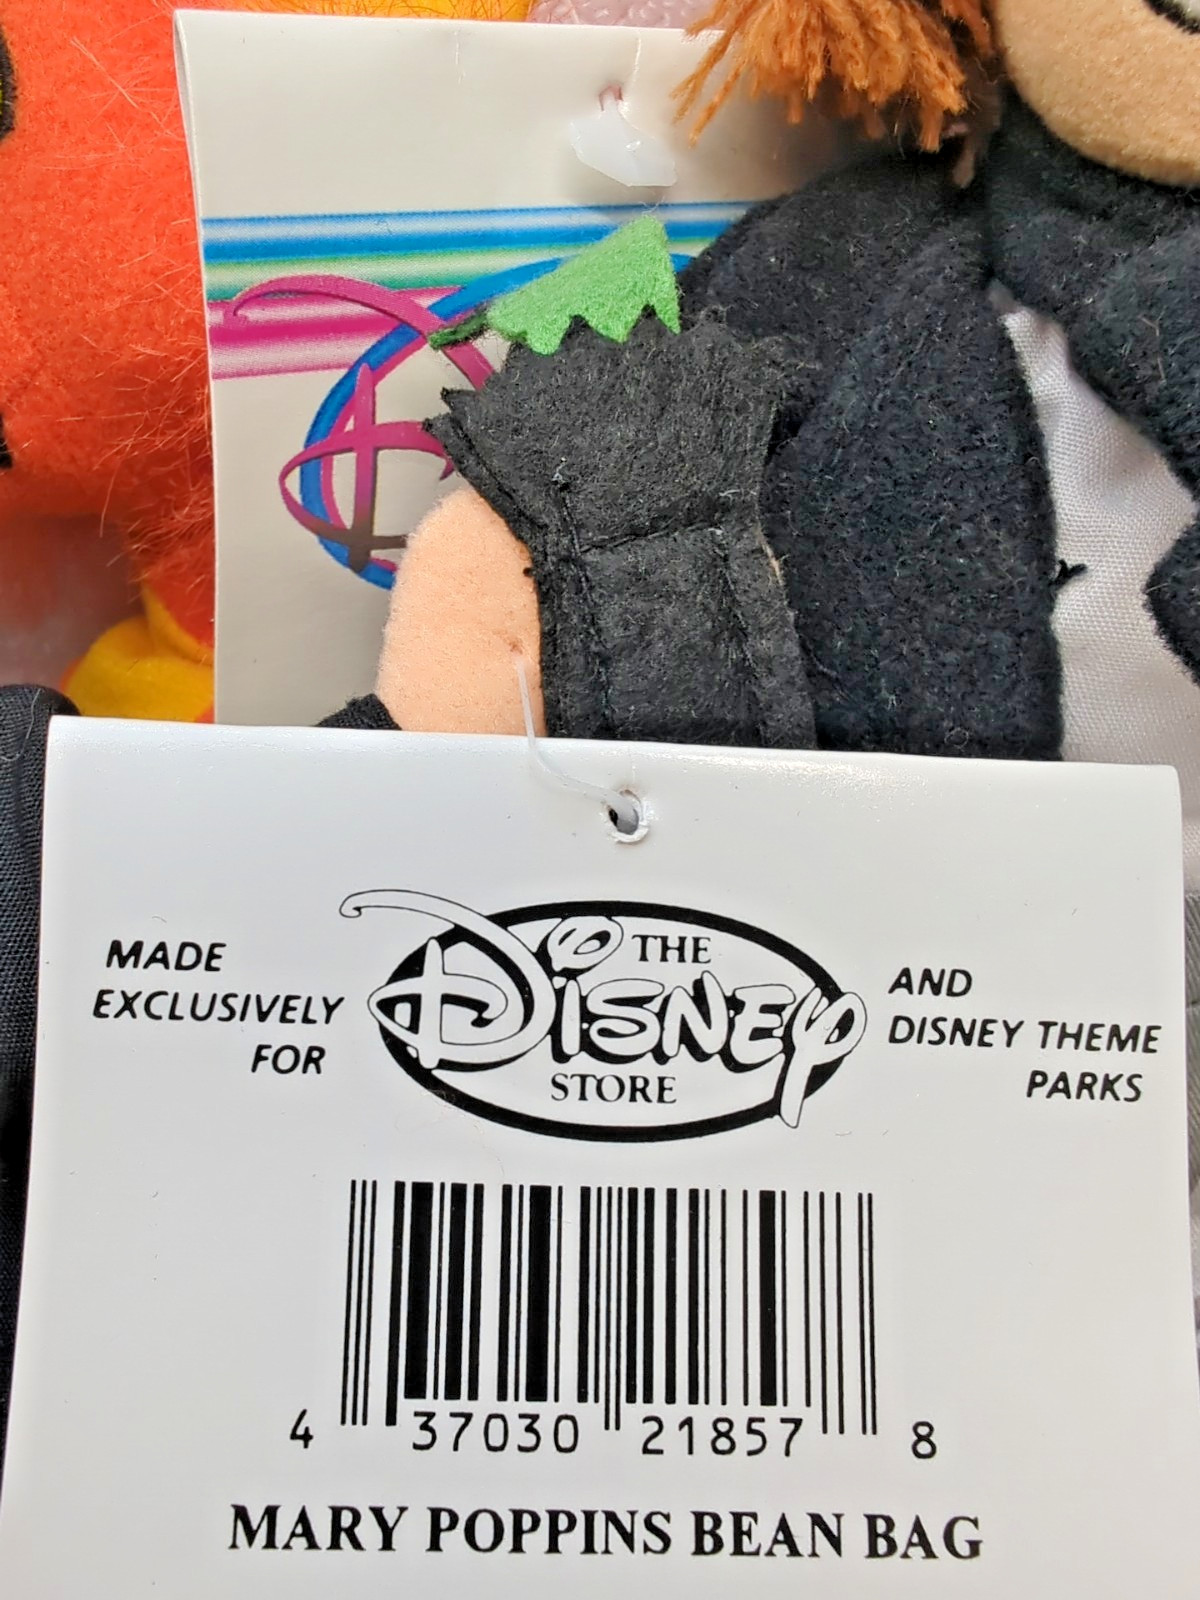 MADE
EXCLUSIVELY
FOR
THE
DISNEY
STORE
AND
DISNEY THEME
PARKS
4 37030 21857 8
MARY POPPINS BEAN BAG